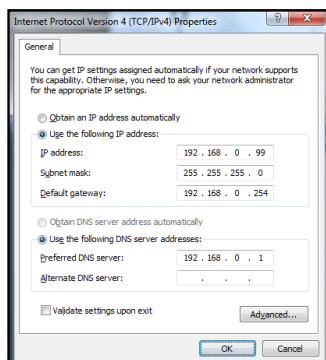 Internet Protocol Version 4 (TCP/IPv4) Properties
General
You can get IP settings assigned automatically if your network supports
this capability. Otherwise, you need to ask your network administrator
for the appropriate IP settings.
Obtain an IP address automatically
Use the following IP address:
IP address: 192 . 168 . 0 . 99
Subnet mask: 255 . 255 . 255 . 0
Default gateway: 192 . 168 . 0 . 254
Obtain DNS server address automatically
Use the following DNS server addresses:
Preferred DNS server: 192 . 168 . 0 . 1
Alternate DNS server: . . .
Validate settings upon exit
Advanced...
OK Cancel